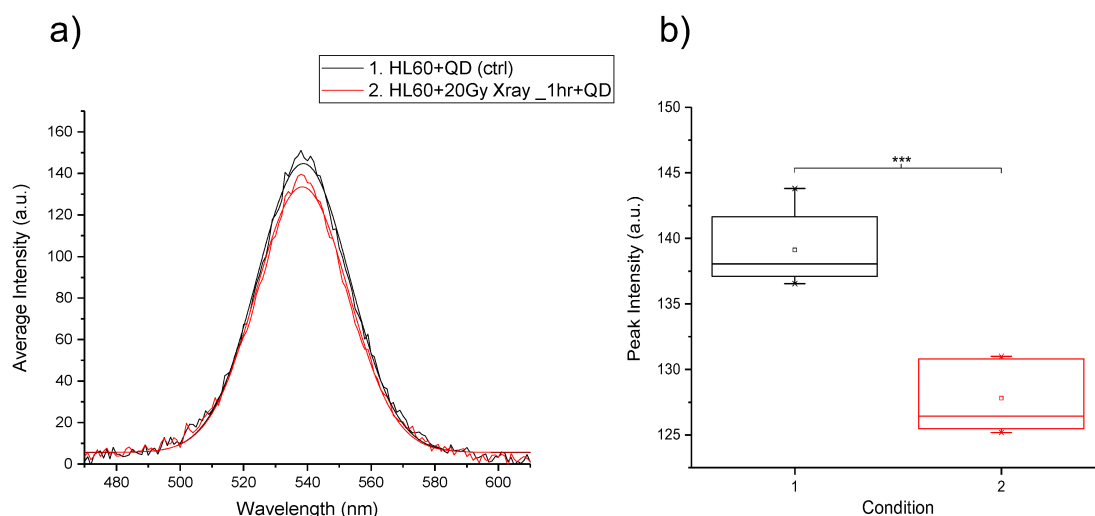 a)
1. HL60+QD (ctrl)
2. HL60+20Gy Xray _1hr+QD
160
140
120
100
80
60
40
20
0
480 500 520 540 560 580 600
Average Intensity (a.u.)
Wavelength (nm)
b)
150
145
140
135
130
125
***
1 2
Peak Intensity (a.u.)
Condition